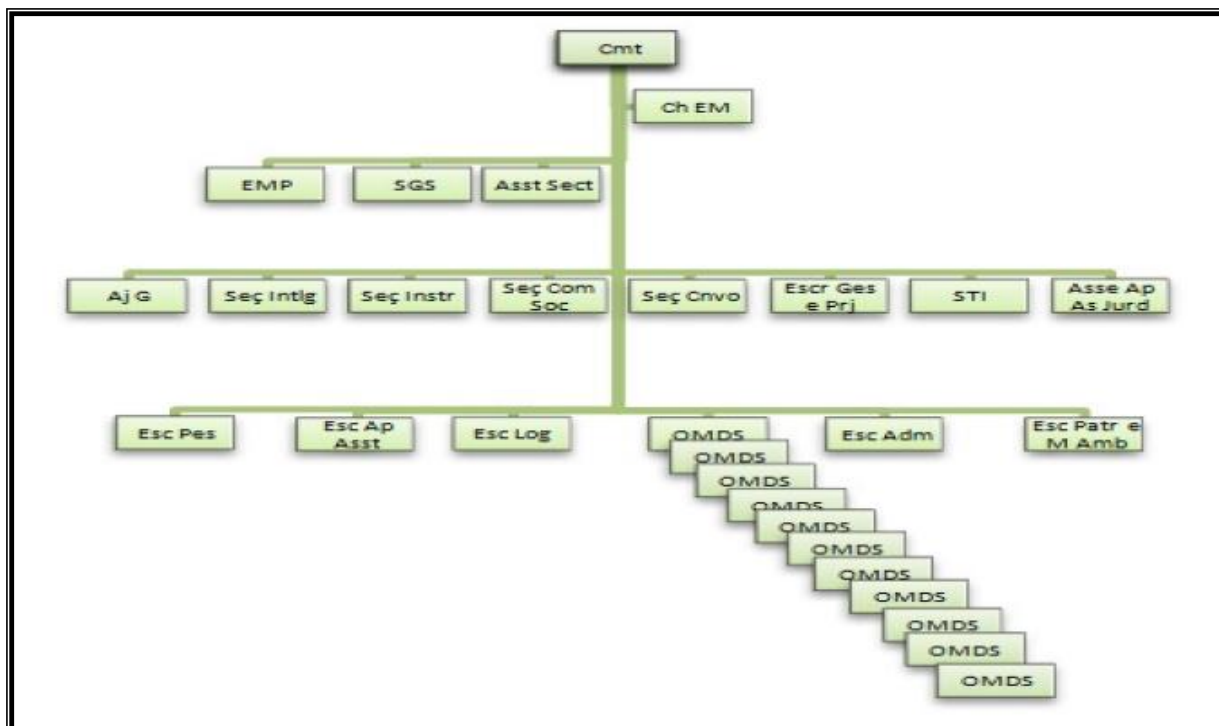 Cmt
Ch EM
EMP
SGS
Asst Sect
Aj G
Seç Intlg
Seç Instr
Seç Com
Soc
Seç Cnvo
Escr Ges
e Prj
STI
Asse Ap
As Jurd
Esc Pes
Esc Ap
Asst
Esc Log
OMDS
Esc Adm
Esc Patr e
M Amb
OMDS
OMDS
OMDS
OMDS
OMDS
OMDS
OMDS
OMDS
OMDS
OMDS